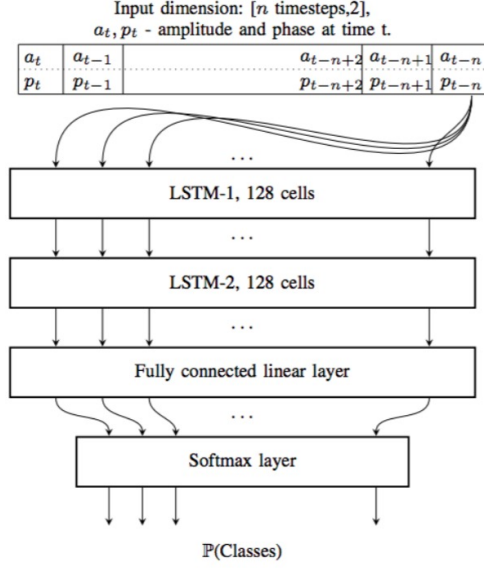 Input dimension: [n timesteps,2],
a_t, p_t - amplitude and phase at time t.
a_t a_{t−1} a_{t−n+2} a_{t−n+1} a_{t−n}
p_t p_{t−1} p_{t−n+2} p_{t−n+1} p_{t−n}
...
LSTM-1, 128 cells
...
LSTM-2, 128 cells
...
Fully connected linear layer
...
Softmax layer
ℙ(Classes)